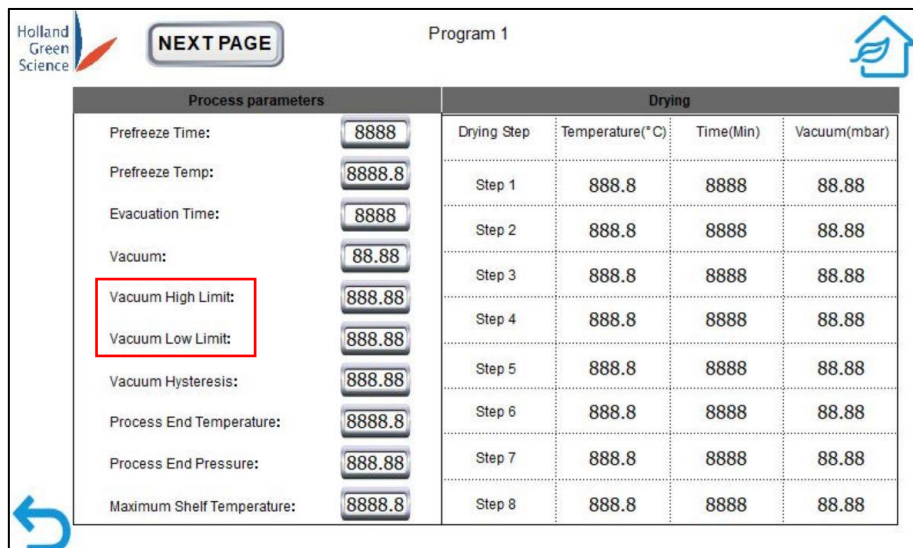 Holland
Green
Science
NEXT PAGE
Program 1
Process parameters
Prefreeze Time: 8888
Prefreeze Temp: 8888.8
Evacuation Time: 8888
Vacuum: 88.88
Vacuum High Limit: 888.88
Vacuum Low Limit: 888.88
Vacuum Hysteresis: 888.88
Process End Temperature: 8888.8
Process End Pressure: 888.88
Maximum Shelf Temperature: 8888.8
Drying
Drying Step Temperature(°C) Time(Min) Vacuum(mbar)
Step 1 888.8 8888 88.88
Step 2 888.8 8888 88.88
Step 3 888.8 8888 88.88
Step 4 888.8 8888 88.88
Step 5 888.8 8888 88.88
Step 6 888.8 8888 88.88
Step 7 888.8 8888 88.88
Step 8 888.8 8888 88.88